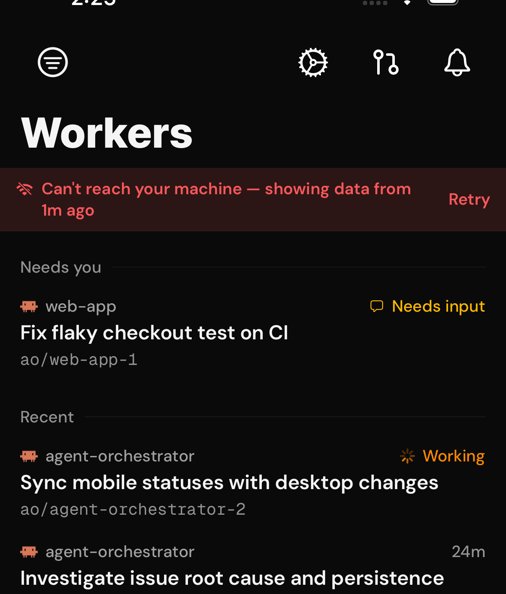 2:25
Workers
Can't reach your machine — showing data from
1m ago
Retry
Needs you
web-app
Needs input
Fix flaky checkout test on CI
ao/web-app-1
Recent
agent-orchestrator
Working
Sync mobile statuses with desktop changes
ao/agent-orchestrator-2
agent-orchestrator
24m
Investigate issue root cause and persistence